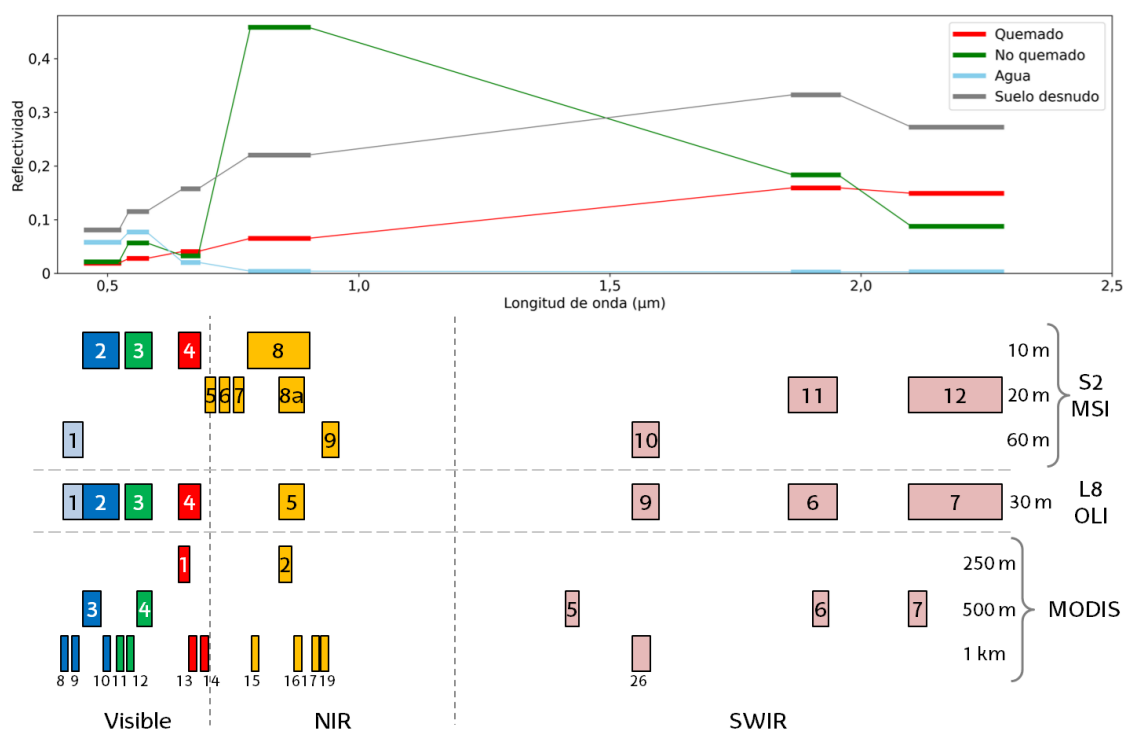 Quemado
No quemado
Agua
Suelo desnudo
Reflectividad
0,4
0,3
0,2
0,1
0
0,5
1,0
1,5
2,0
2,5
Longitud de onda (μm)
2 3 4 8 10 m
5 6 7 8a 11 12 20 m
S2
MSI
1 9 10 60 m
1 2 3 4 5 9 6 7 30 m
L8
OLI
1 2 250 m
3 4 5 6 7 500 m
MODIS
1 km
8 9 10 11 12 13 14 15 16 17 19 26
Visible NIR SWIR